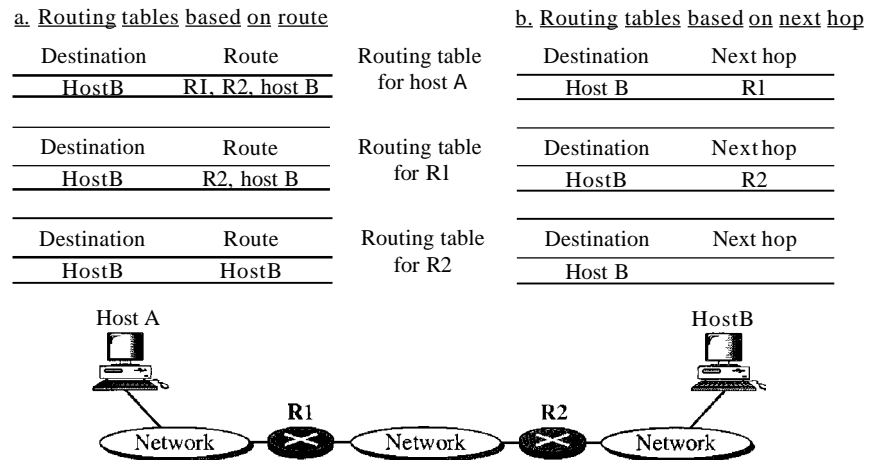 a. Routing tables based on route
b. Routing tables based on next hop
Destination Route
HostB RI, R2, host B
Routing table
for host A
Destination Next hop
Host B R1
Destination Route
HostB R2, host B
Routing table
for R1
Destination Next hop
HostB R2
Destination Route
HostB HostB
Routing table
for R2
Destination Next hop
Host B
Host A
HostB
R1
R2
Network
Network
Network